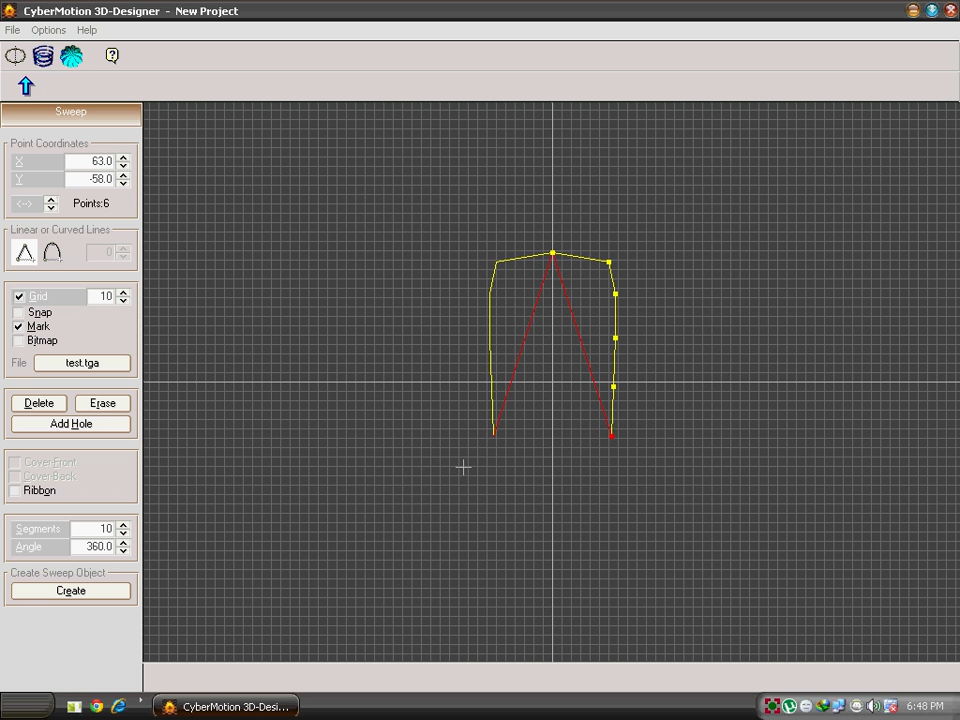 CyberMotion 3D-Designer - New Project
File Options Help
Sweep
Point Coordinates
X 63.0
Y -58.0
<-> Points:6
Linear or Curved Lines
0
Grid 10
Snap
Mark
Bitmap
File test.tga
Delete Erase
Add Hole
Cover-Front
Cover-Back
Ribbon
Segments 10
Angle 360.0
Create Sweep Object
Create
CyberMotion 3D-Desi... 6:48 PM